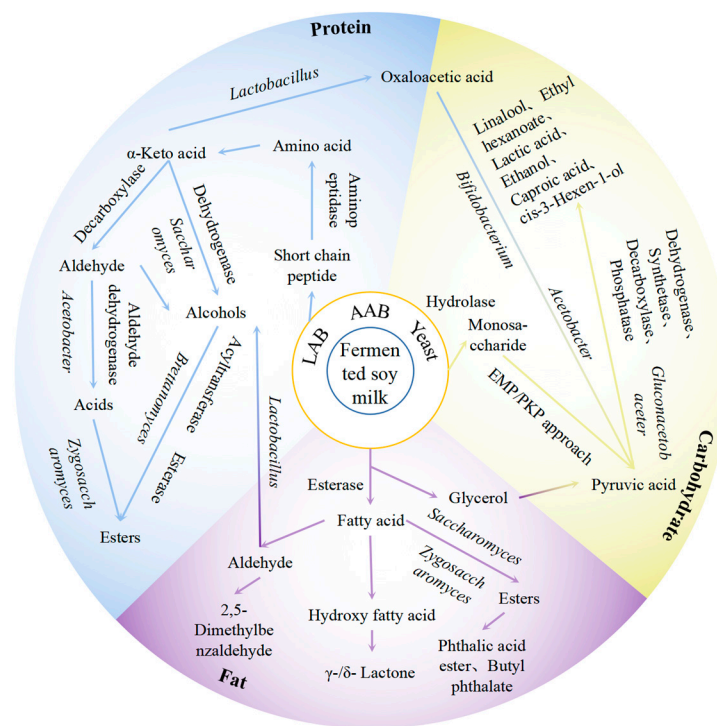 Protein
Lactobacillus
Oxaloacetic acid
α-Keto acid
Amino acid
Decarboxylase
Dehydrogenase
Sacchar
omyces
Aminop
eptidase
Short chain
peptide
Aldehyde
Alcohols
Acetobacter
Aldehyde
dehydrogenase
Acids
Brettanomyces
Acyltransferase
Esterase
Zygosacch
aromyces
Esters
Linalool、Ethyl
hexanoate、
Lactic acid、
Ethanol、
Caproic acid、
cis-3-Hexen-1-ol
Bifidobacterium
Acetobacter
Dehydrogenase、
Synthetase、
Decarboxylase、
Phosphatase
Gluconacetob
aceter
Hydrolase
Monosa-
ccharide
EMP/PKP approach
Pyruvic acid
Carbohydrate
LAB
AAB
Yeast
Fermen
ted soy
milk
Lactobacillus
Esterase
Glycerol
Fatty acid
Saccharomyces
Zygosacch
aromyces
Aldehyde
2,5-
Dimethylbe
nzaldehyde
Hydroxy fatty acid
γ-/δ- Lactone
Esters
Phthalic acid
ester、Butyl
phthalate
Fat